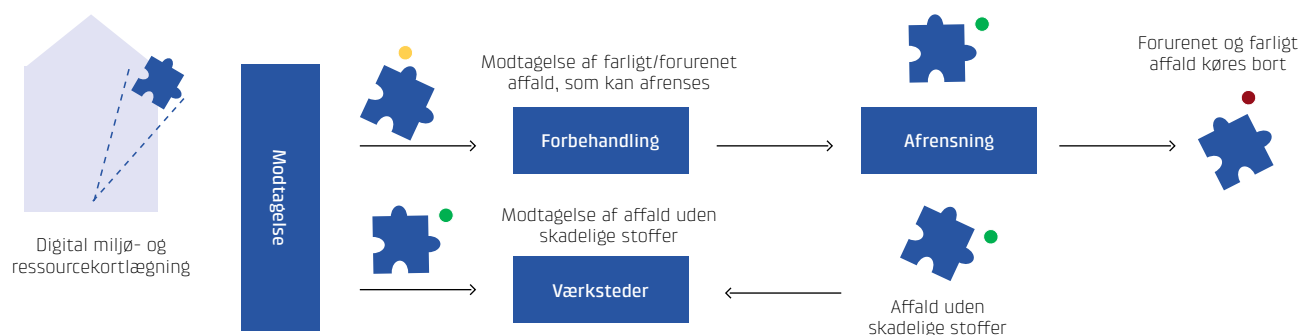 Digital miljø- og
ressourcekortlægning
Modtagelse
Modtagelse af farligt/forurenet
affald, som kan afrenses
Forbehandling
Afrensning
Forurenet og farligt
affald køres bort
Modtagelse af affald uden
skadelige stoffer
Værksteder
Affald uden
skadelige stoffer